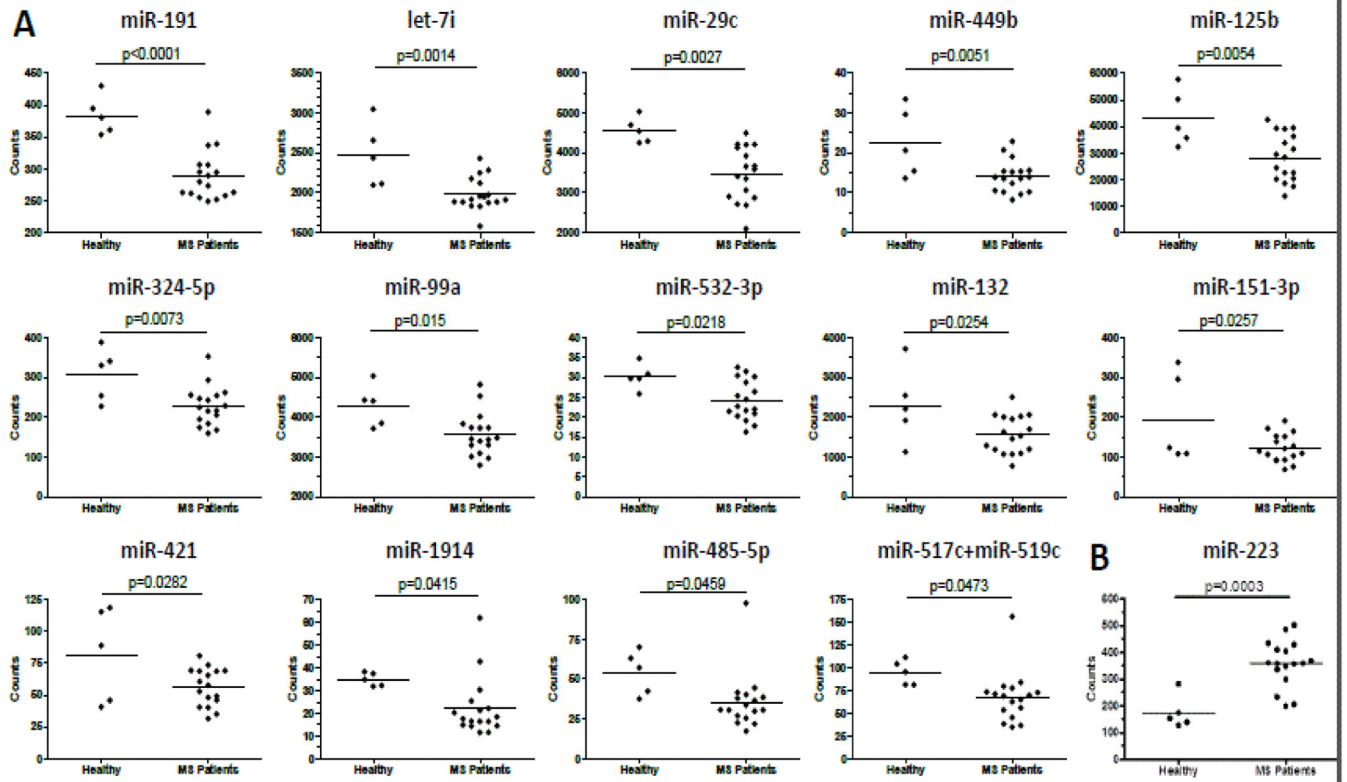 A
miR-191
let-7i
miR-29c
miR-449b
miR-125b
p<0.0001
p=0.0014
p=0.0027
p=0.0051
p=0.0054
450
400
350
300
250
200
Counts
Healthy
MS Patients
3600
3000
2500
2000
1500
Counts
Healthy
MS Patients
6000
5000
4000
3000
2000
Counts
Healthy
MS Patients
40
30
20
10
0
Counts
Healthy
MS Patients
60000
50000
40000
30000
20000
10000
0
Counts
Healthy
MS Patients
miR-324-5p
miR-99a
miR-532-3p
miR-132
miR-151-3p
p=0.0073
p=0.015
p=0.0218
p=0.0254
p=0.0257
400
300
200
100
0
Counts
Healthy
MS Patients
8000
6000
4000
3000
2000
Counts
Healthy
MS Patients
40
35
30
25
20
15
10
5
0
Counts
Healthy
MS Patients
4000
3000
2000
1000
0
Counts
Healthy
MS Patients
400
300
200
100
0
Counts
Healthy
MS Patients
miR-421
miR-1914
miR-485-5p
miR-517c+miR-519c
B
miR-223
p=0.0282
p=0.0415
p=0.0459
p=0.0473
p=0.0003
125
100
75
50
25
0
Counts
Healthy
MS Patients
70
60
50
40
30
20
10
0
Counts
Healthy
MS Patients
100
75
50
25
0
Counts
Healthy
MS Patients
175
150
125
100
75
50
25
0
Counts
Healthy
MS Patients
600
500
400
300
200
100
0
Counts
Healthy
MS Patients